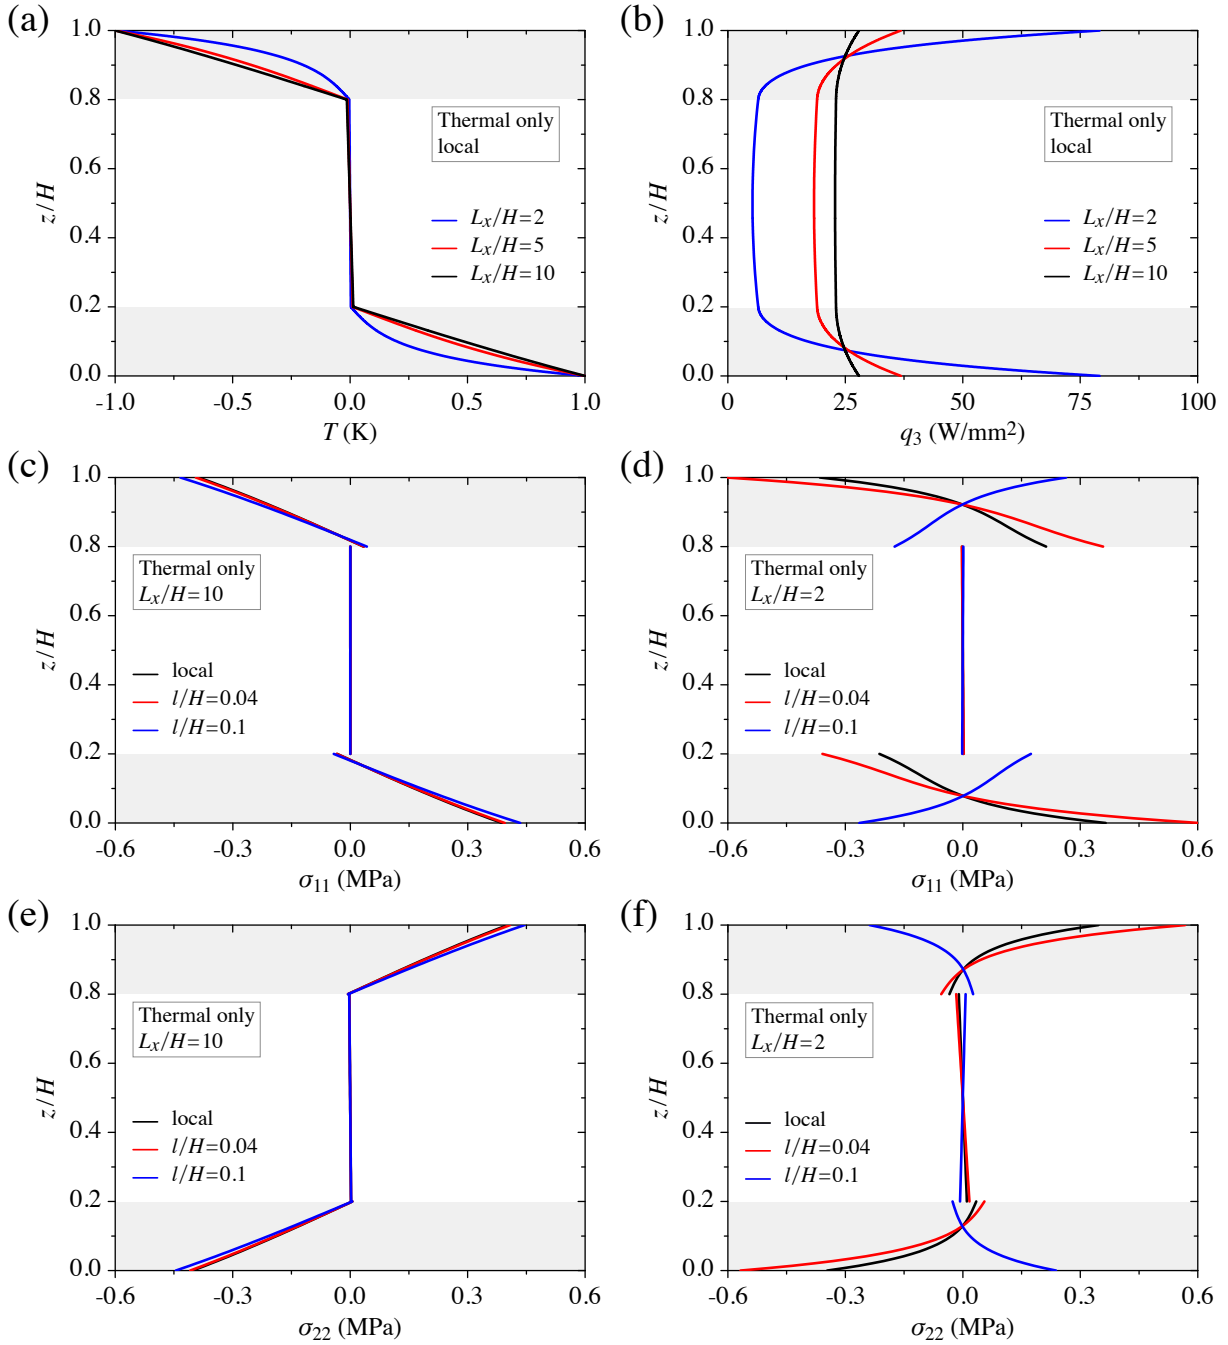 (a)
1.0
0.8
0.6
0.4
0.2
0.0
z/H
Thermal only
local
Lx/H=2
Lx/H=5
Lx/H=10
-1.0 -0.5 0.0 0.5 1.0
T (K)
(b)
1.0
0.8
0.6
0.4
0.2
0.0
z/H
Thermal only
local
Lx/H=2
Lx/H=5
Lx/H=10
0 25 50 75 100
q3 (W/mm2)
(c)
1.0
0.8
0.6
0.4
0.2
0.0
z/H
Thermal only
Lx/H=10
local
l/H=0.04
l/H=0.1
-0.6 -0.3 0.0 0.3 0.6
σ11 (MPa)
(d)
1.0
0.8
0.6
0.4
0.2
0.0
z/H
Thermal only
Lx/H=2
local
l/H=0.04
l/H=0.1
-0.6 -0.3 0.0 0.3 0.6
σ11 (MPa)
(e)
1.0
0.8
0.6
0.4
0.2
0.0
z/H
Thermal only
Lx/H=10
local
l/H=0.04
l/H=0.1
-0.6 -0.3 0.0 0.3 0.6
σ22 (MPa)
(f)
1.0
0.8
0.6
0.4
0.2
0.0
z/H
Thermal only
Lx/H=2
local
l/H=0.04
l/H=0.1
-0.6 -0.3 0.0 0.3 0.6
σ22 (MPa)